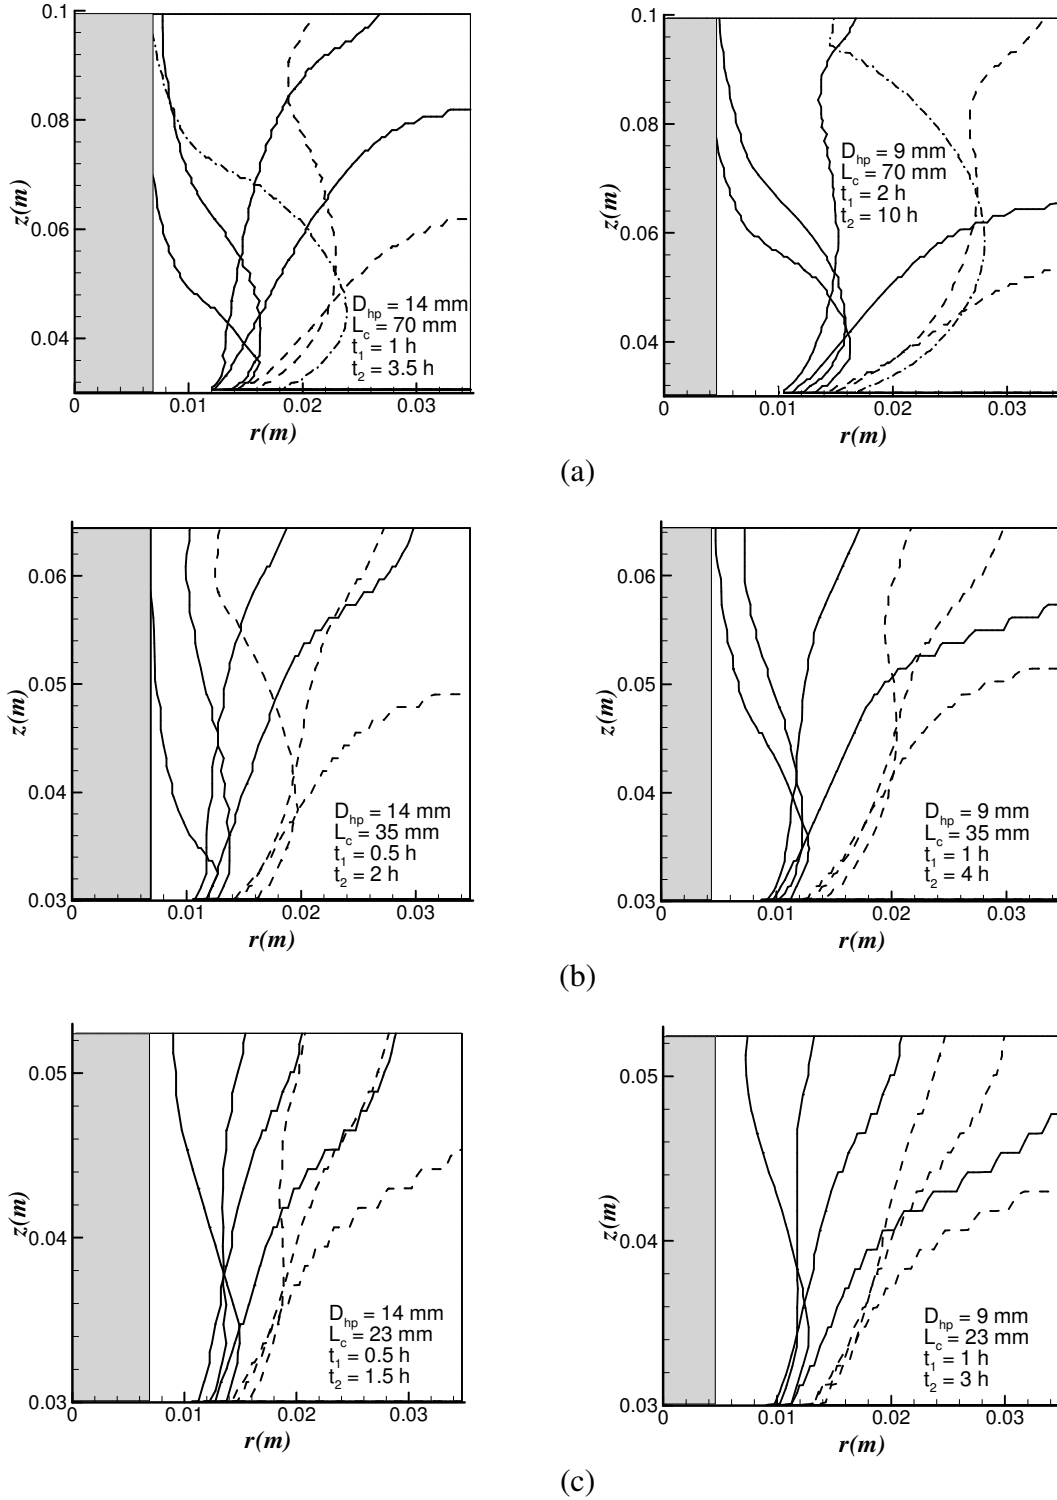 0.1
0.08
0.06
0.04
z(m)
0
0.01
0.02
0.03
r(m)
D_hp = 14 mm
L_c = 70 mm
t_1 = 1 h
t_2 = 3.5 h
0.1
0.08
0.06
0.04
z(m)
0
0.01
0.02
0.03
r(m)
D_hp = 9 mm
L_c = 70 mm
t_1 = 2 h
t_2 = 10 h
(a)
0.06
0.05
0.04
0.03
z(m)
0
0.01
0.02
0.03
r(m)
D_hp = 14 mm
L_c = 35 mm
t_1 = 0.5 h
t_2 = 2 h
0.06
0.05
0.04
0.03
z(m)
0
0.01
0.02
0.03
r(m)
D_hp = 9 mm
L_c = 35 mm
t_1 = 1 h
t_2 = 4 h
(b)
0.05
0.04
0.03
z(m)
0
0.01
0.02
0.03
r(m)
D_hp = 14 mm
L_c = 23 mm
t_1 = 0.5 h
t_2 = 1.5 h
0.05
0.04
0.03
z(m)
0
0.01
0.02
0.03
r(m)
D_hp = 9 mm
L_c = 23 mm
t_1 = 1 h
t_2 = 3 h
(c)